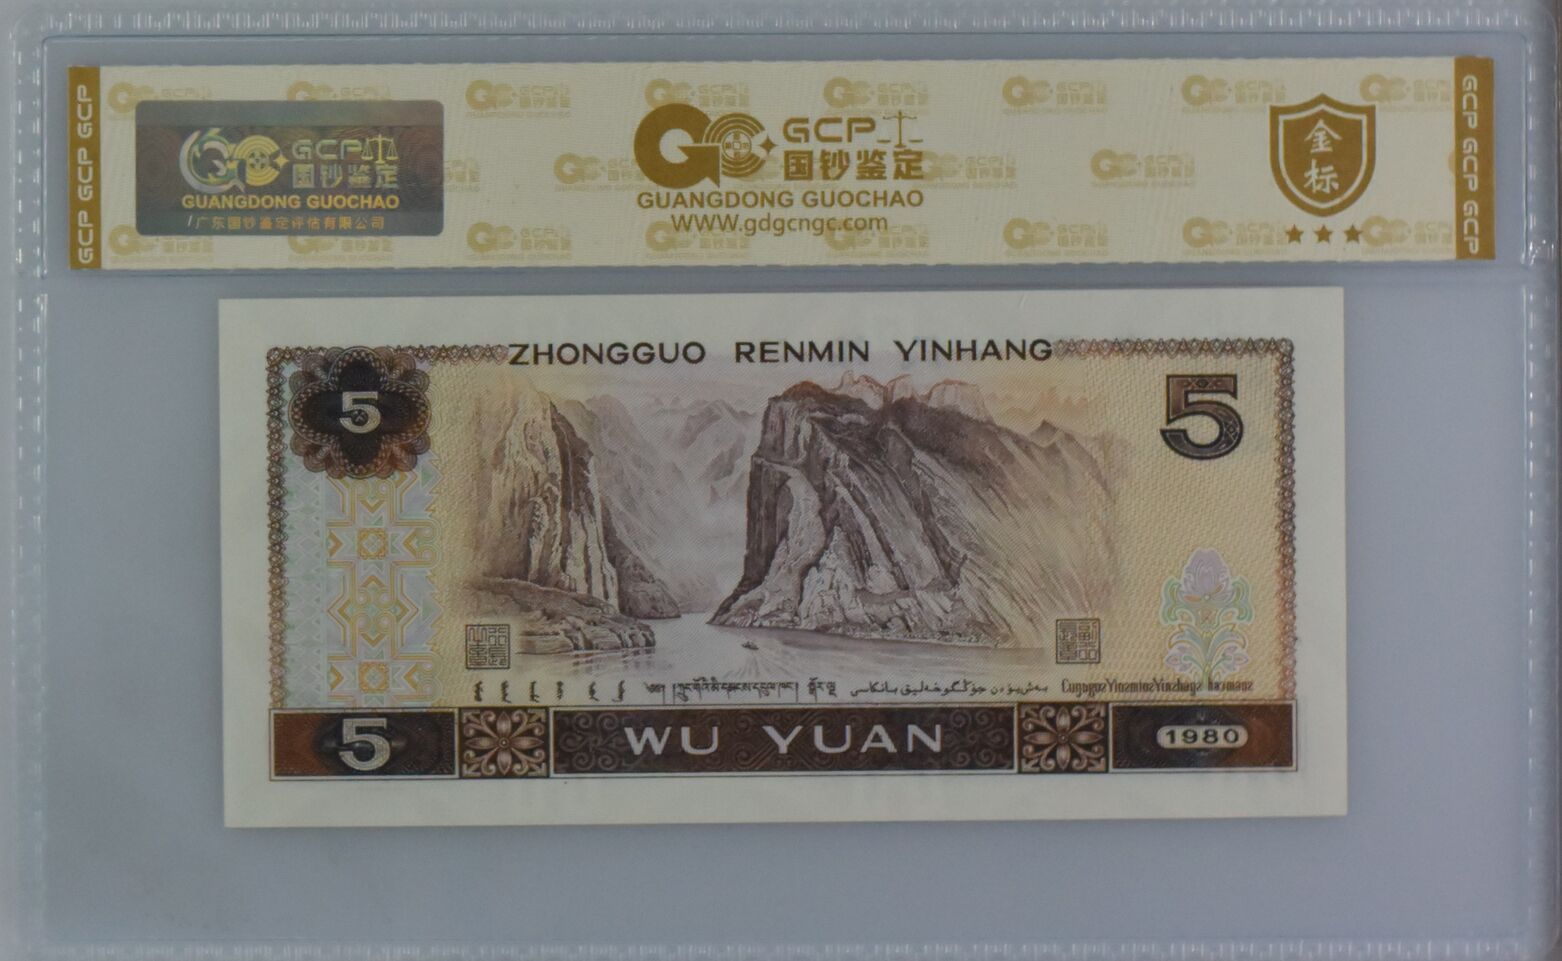 GCP GCP GCP
GCP 国钞鉴定
GUANGDONG GUOCHAO
广东国钞鉴定评估有限公司
GCP
国钞鉴定
GUANGDONG GUOCHAO
WWW.gdgcngc.com
金标
GCP GCP GCP
ZHONGGUO RENMIN YINHANG
5
5
5
WU YUAN
1980